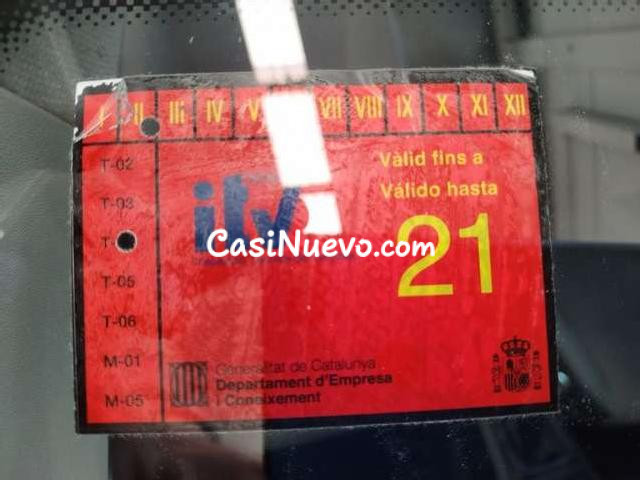 I II III IV V VII VIII IX X XI XII
T-02
Vàlid fins a
Válido hasta
T-03
itv
21
CasiNuevo.com
T-05
T-06
M-01
Generalitat de Catalunya
Departament d'Empresa
i Coneixement
M-05